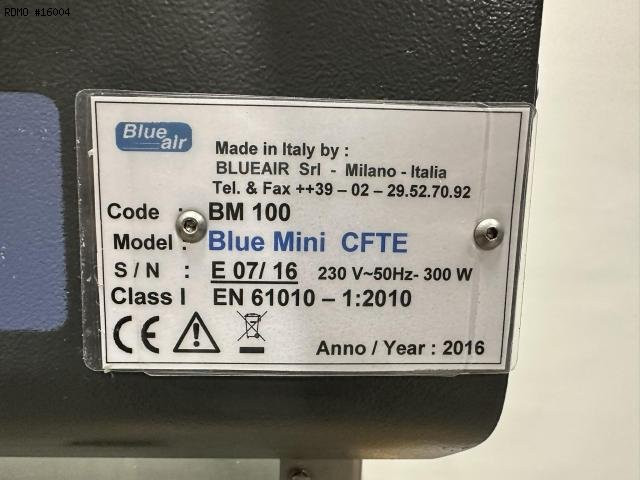 RDMO #16004
Blue air
Made in Italy by :
BLUEAIR Srl - Milano - Italia
Tel. & Fax ++39 – 02 – 29.52.70.92
Code : BM 100
Model : Blue Mini CFTE
S / N : E 07/ 16 230 V~50Hz- 300 W
Class I EN 61010 – 1:2010
CE
Anno / Year : 2016